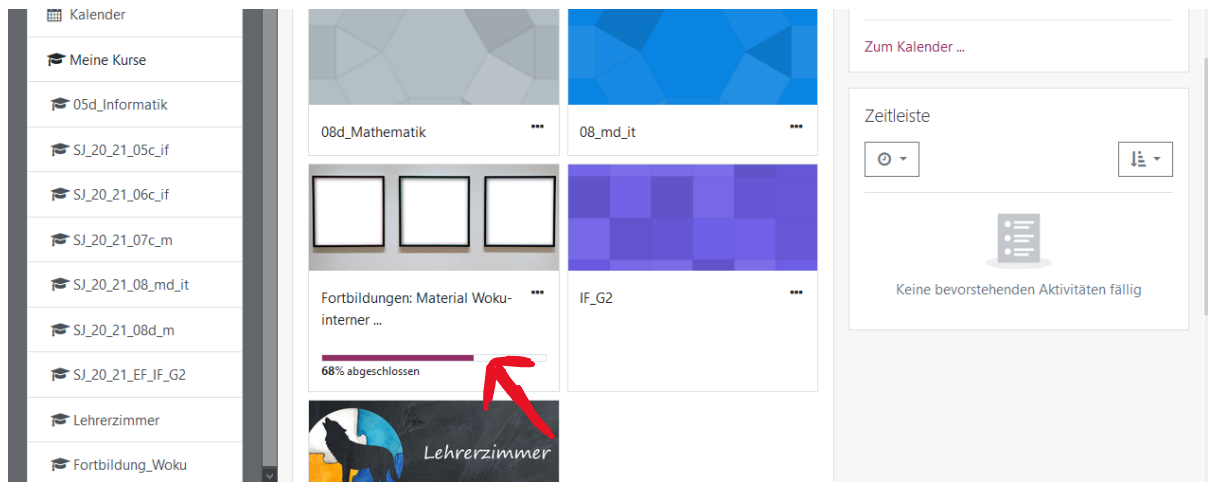 Kalender
Meine Kurse
05d_Informatik
SJ_20_21_05c_if
SJ_20_21_06c_if
SJ_20_21_07c_m
SJ_20_21_08_md_it
SJ_20_21_08d_m
SJ_20_21_EF_IF_G2
Lehrerzimmer
Fortbildung_Woku
08d_Mathematik
08_md_it
Fortbildungen: Material Woku-
interner ...
68% abgeschlossen
IF_G2
Lehrerzimmer
Zum Kalender ...
Zeitleiste
Keine bevorstehenden Aktivitäten fällig